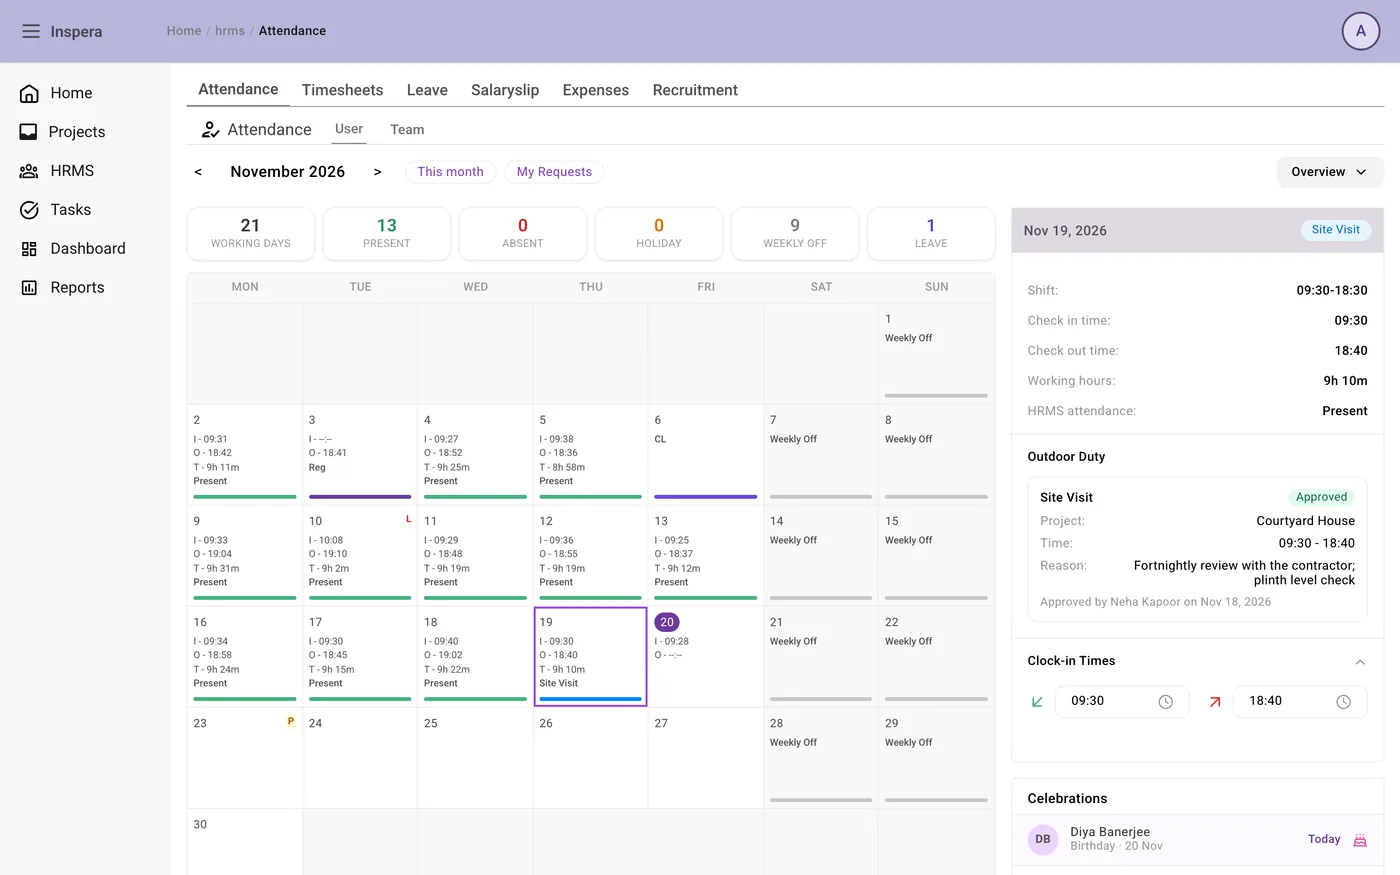 Inspera
Home / hrms / Attendance
A
Home
Projects
HRMS
Tasks
Dashboard
Reports
Attendance Timesheets Leave Salaryslip Expenses Recruitment
Attendance User Team
< November 2026 > This month My Requests
Overview
21 WORKING DAYS
13 PRESENT
0 ABSENT
0 HOLIDAY
9 WEEKLY OFF
1 LEAVE
MON TUE WED THU FRI SAT SUN
1
Weekly Off
2
I - 09:31
O - 18:42
T - 9h 11m
Present
3
I - --:--
O - 18:41
Reg
4
I - 09:27
O - 18:52
T - 9h 25m
Present
5
I - 09:38
O - 18:36
T - 8h 58m
Present
6
CL
7
Weekly Off
8
Weekly Off
9
I - 09:33
O - 19:04
T - 9h 31m
Present
10 L
I - 10:08
O - 19:10
T - 9h 2m
Present
11
I - 09:29
O - 18:48
T - 9h 19m
Present
12
I - 09:36
O - 18:55
T - 9h 19m
Present
13
I - 09:25
O - 18:37
T - 9h 12m
Present
14
Weekly Off
15
Weekly Off
16
I - 09:34
O - 18:58
T - 9h 24m
Present
17
I - 09:30
O - 18:45
T - 9h 15m
Present
18
I - 09:40
O - 19:02
T - 9h 22m
Present
19
I - 09:30
O - 18:40
T - 9h 10m
Site Visit
20
I - 09:28
O - --:--
21
Weekly Off
22
Weekly Off
23 P
24
25
26
27
28
Weekly Off
29
Weekly Off
30
Nov 19, 2026 Site Visit
Shift: 09:30-18:30
Check in time: 09:30
Check out time: 18:40
Working hours: 9h 10m
HRMS attendance: Present
Outdoor Duty
Site Visit Approved
Project: Courtyard House
Time: 09:30 - 18:40
Reason: Fortnightly review with the contractor;
plinth level check
Approved by Neha Kapoor on Nov 18, 2026
Clock-in Times
09:30 18:40
Celebrations
DB Diya Banerjee Today
Birthday · 20 Nov